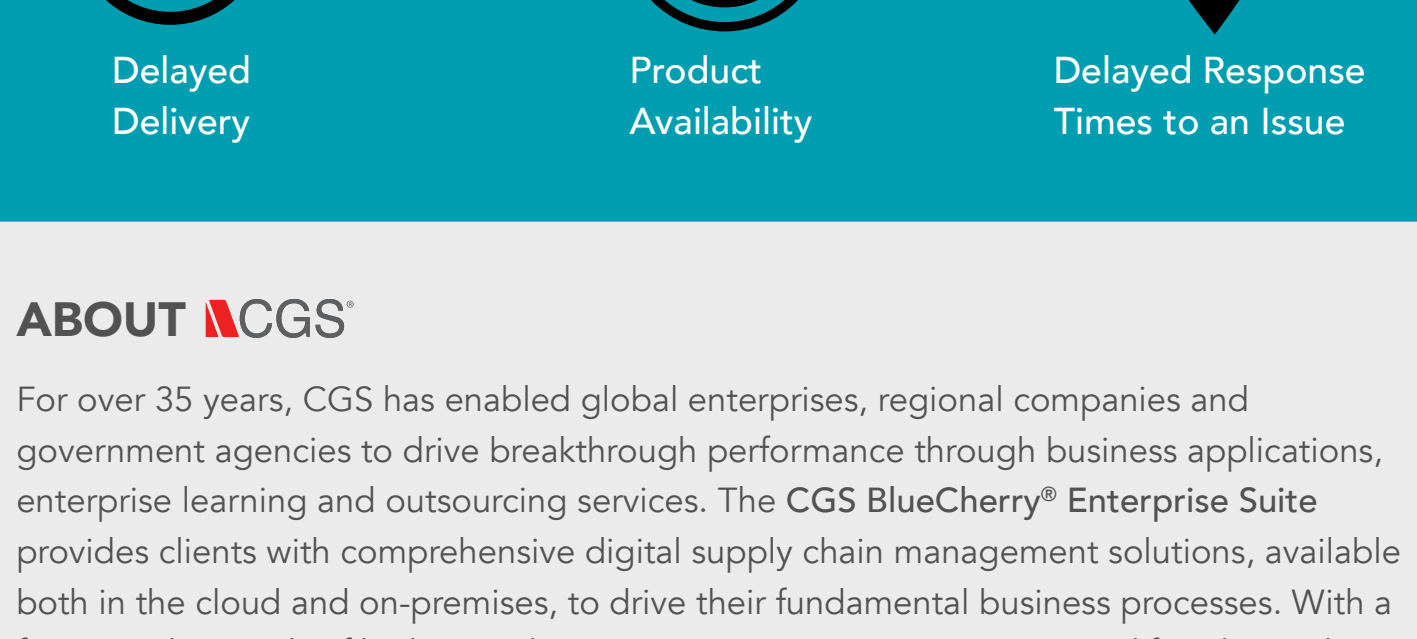 Delayed
Delivery
Product
Availability
Delayed Response
Times to an Issue
ABOUT CGS®
For over 35 years, CGS has enabled global enterprises, regional companies and
government agencies to drive breakthrough performance through business applications,
enterprise learning and outsourcing services. The CGS BlueCherry® Enterprise Suite
provides clients with comprehensive digital supply chain management solutions, available
both in the cloud and on-premises, to drive their fundamental business processes. With a